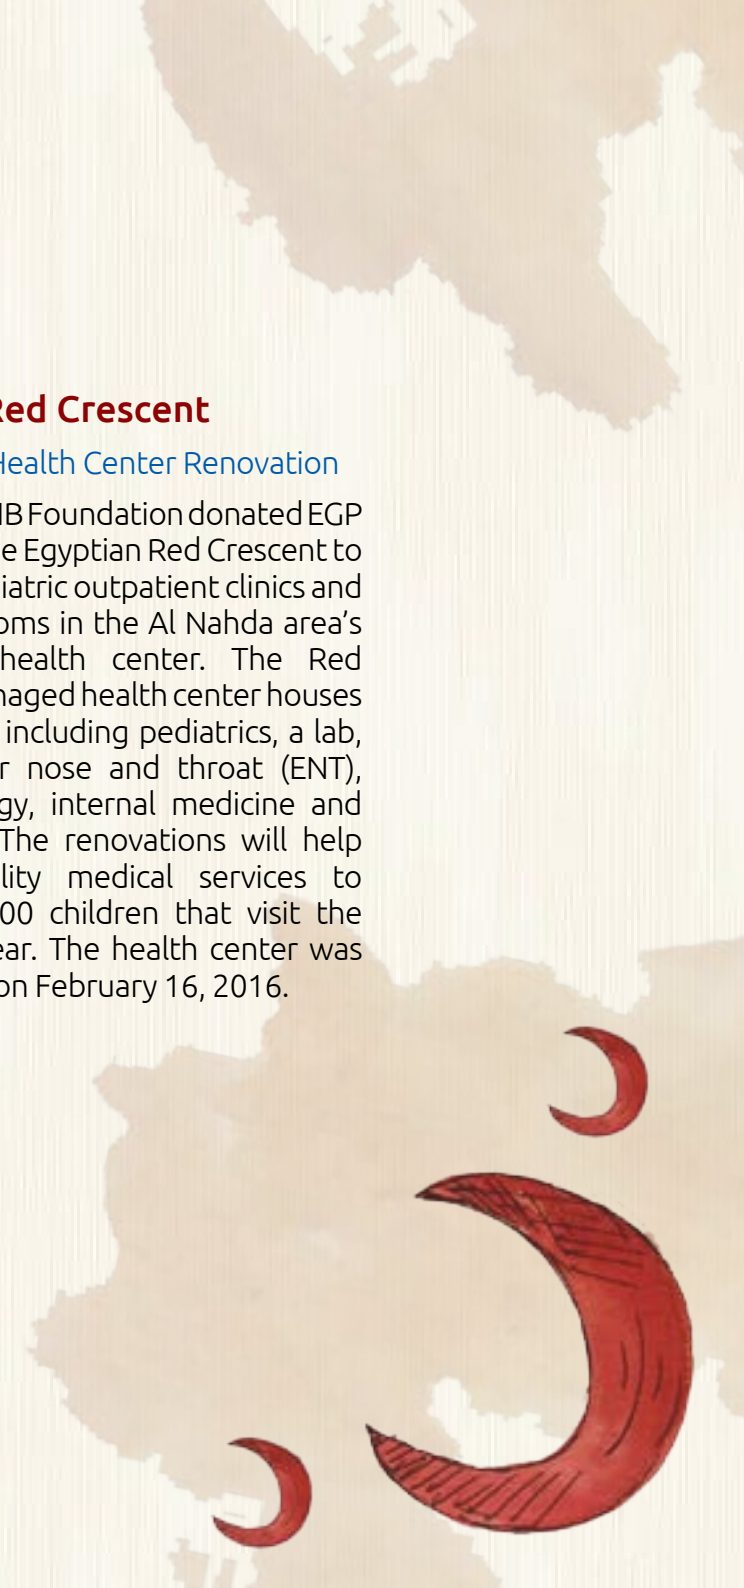 Red Crescent
Health Center Renovation
IB Foundation donated EGP
e Egyptian Red Crescent to
iatric outpatient clinics and
oms in the Al Nahda area’s
health center. The Red
naged health center houses
including pediatrics, a lab,
r nose and throat (ENT),
gy, internal medicine and
The renovations will help
lity medical services to
00 children that visit the
ear. The health center was
on February 16, 2016.